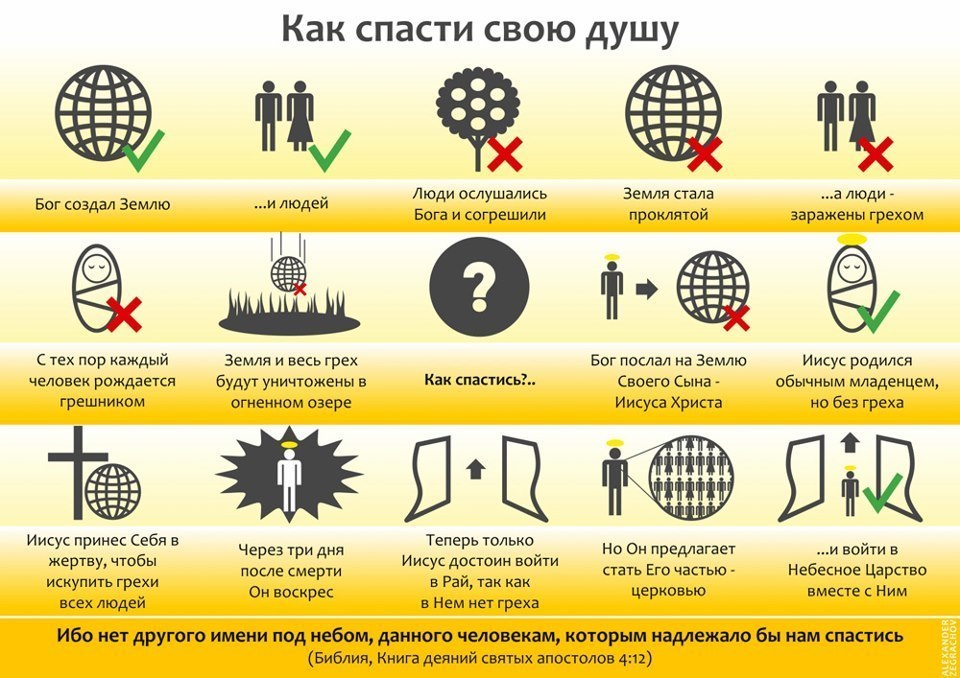 Как спасти свою душу
Бог создал Землю
...и людей
Люди ослушались
Бога и согрешили
Земля стала
проклятой
...а люди -
заражены грехом
С тех пор каждый
человек рождается
грешником
Земля и весь грех
будут уничтожены в
огненном озере
?
Как спастись?..
Бог послал на Землю
Своего Сына -
Иисуса Христа
Иисус родился
обычным младенцем,
но без греха
Иисус принес Себя в
жертву, чтобы
искупить грехи
всех людей
Через три дня
после смерти
Он воскрес
Теперь только
Иисус достоин войти
в Рай, так как
в Нем нет греха
Но Он предлагает
стать Его частью -
церковью
...и войти в
Небесное Царство
вместе с Ним
Ибо нет другого имени под небом, данного человекам, которым надлежало бы нам спастись
(Библия, Книга деяний святых апостолов 4:12)
ALEXANDER
ZEGRACHOV